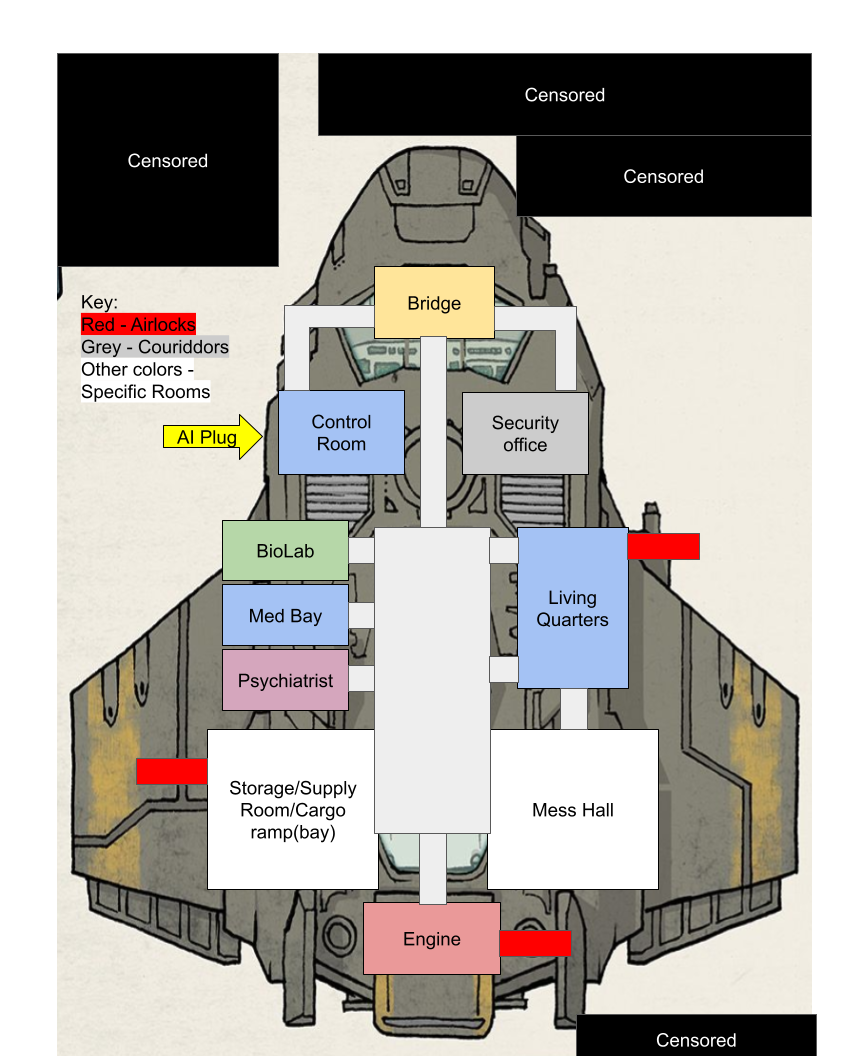 Censored
Censored
Censored
Key:
Red - Airlocks
Grey - Couriddors
Other colors -
Specific Rooms
Bridge
AI Plug
Control
Room
Security
office
BioLab
Med Bay
Psychiatrist
Living
Quarters
Storage/Supply
Room/Cargo
ramp(bay)
Mess Hall
Engine
Censored